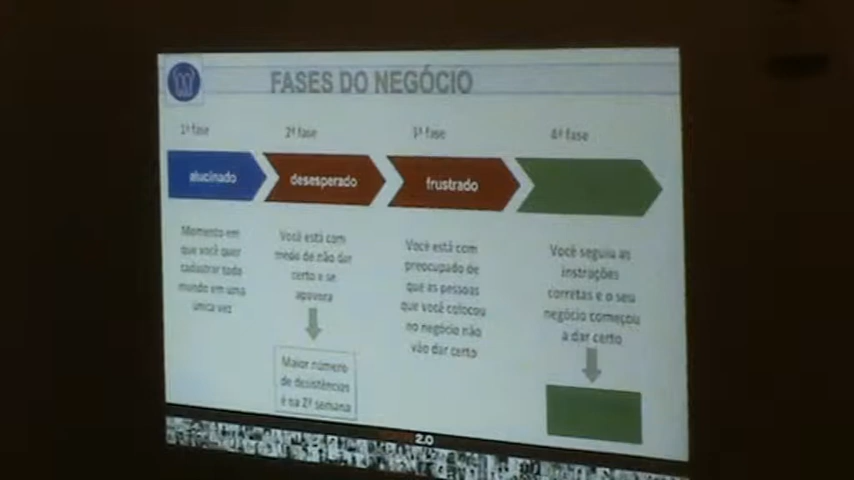 FASES DO NEGÓCIO
1ª fase
2ª fase
3ª fase
4ª fase
alucinado
desesperado
frustrado
Momento em
que você quer
cadastrar todo
mundo em uma
única vez
Você está com
medo de não dar
certo e se
apavora
Maior número
de desistências
é na 2ª semana
Você está com
preocupado de
que as pessoas
que você colocou
no negócio não
vão dar certo
Você seguiu as
instruções
corretas e o seu
negócio começou
a dar certo
2.0